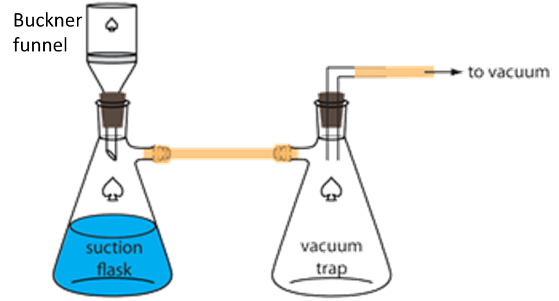 Buckner
funnel
to vacuum
suction
flask
vacuum
trap